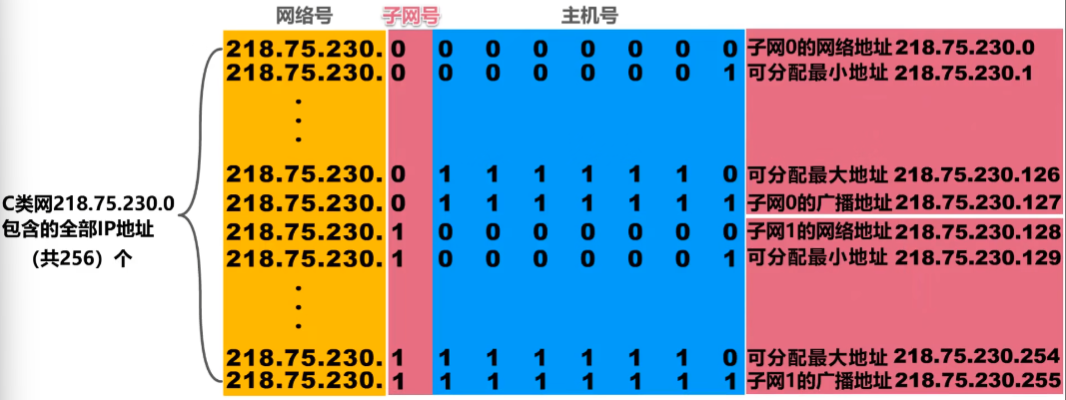 网络号 子网号 主机号
218.75.230. 0 0 0 0 0 0 0 0 子网0的网络地址 218.75.230.0
218.75.230. 0 0 0 0 0 0 0 1 可分配最小地址 218.75.230.1
218.75.230. 0 1 1 1 1 1 1 0 可分配最大地址 218.75.230.126
218.75.230. 0 1 1 1 1 1 1 1 子网0的广播地址 218.75.230.127
C类网218.75.230.0
包含的全部IP地址
（共256）个
218.75.230. 1 0 0 0 0 0 0 0 子网1的网络地址 218.75.230.128
218.75.230. 1 0 0 0 0 0 0 1 可分配最小地址 218.75.230.129
218.75.230. 1 1 1 1 1 1 1 0 可分配最大地址 218.75.230.254
218.75.230. 1 1 1 1 1 1 1 1 子网1的广播地址 218.75.230.255